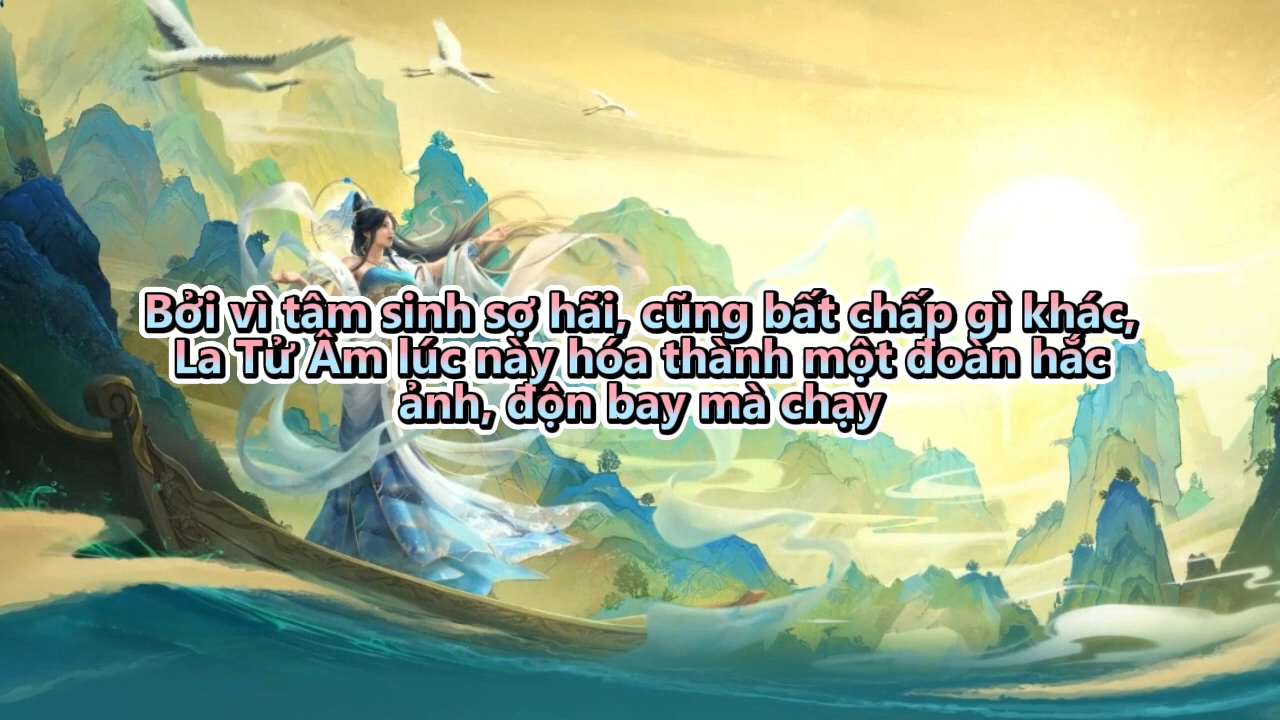 Bởi vì tâm sinh sợ hãi, cũng bất chấp gì khác,
La Tử Âm lúc này hóa thành một đoàn hắc
ảnh, độn bay mà chạy